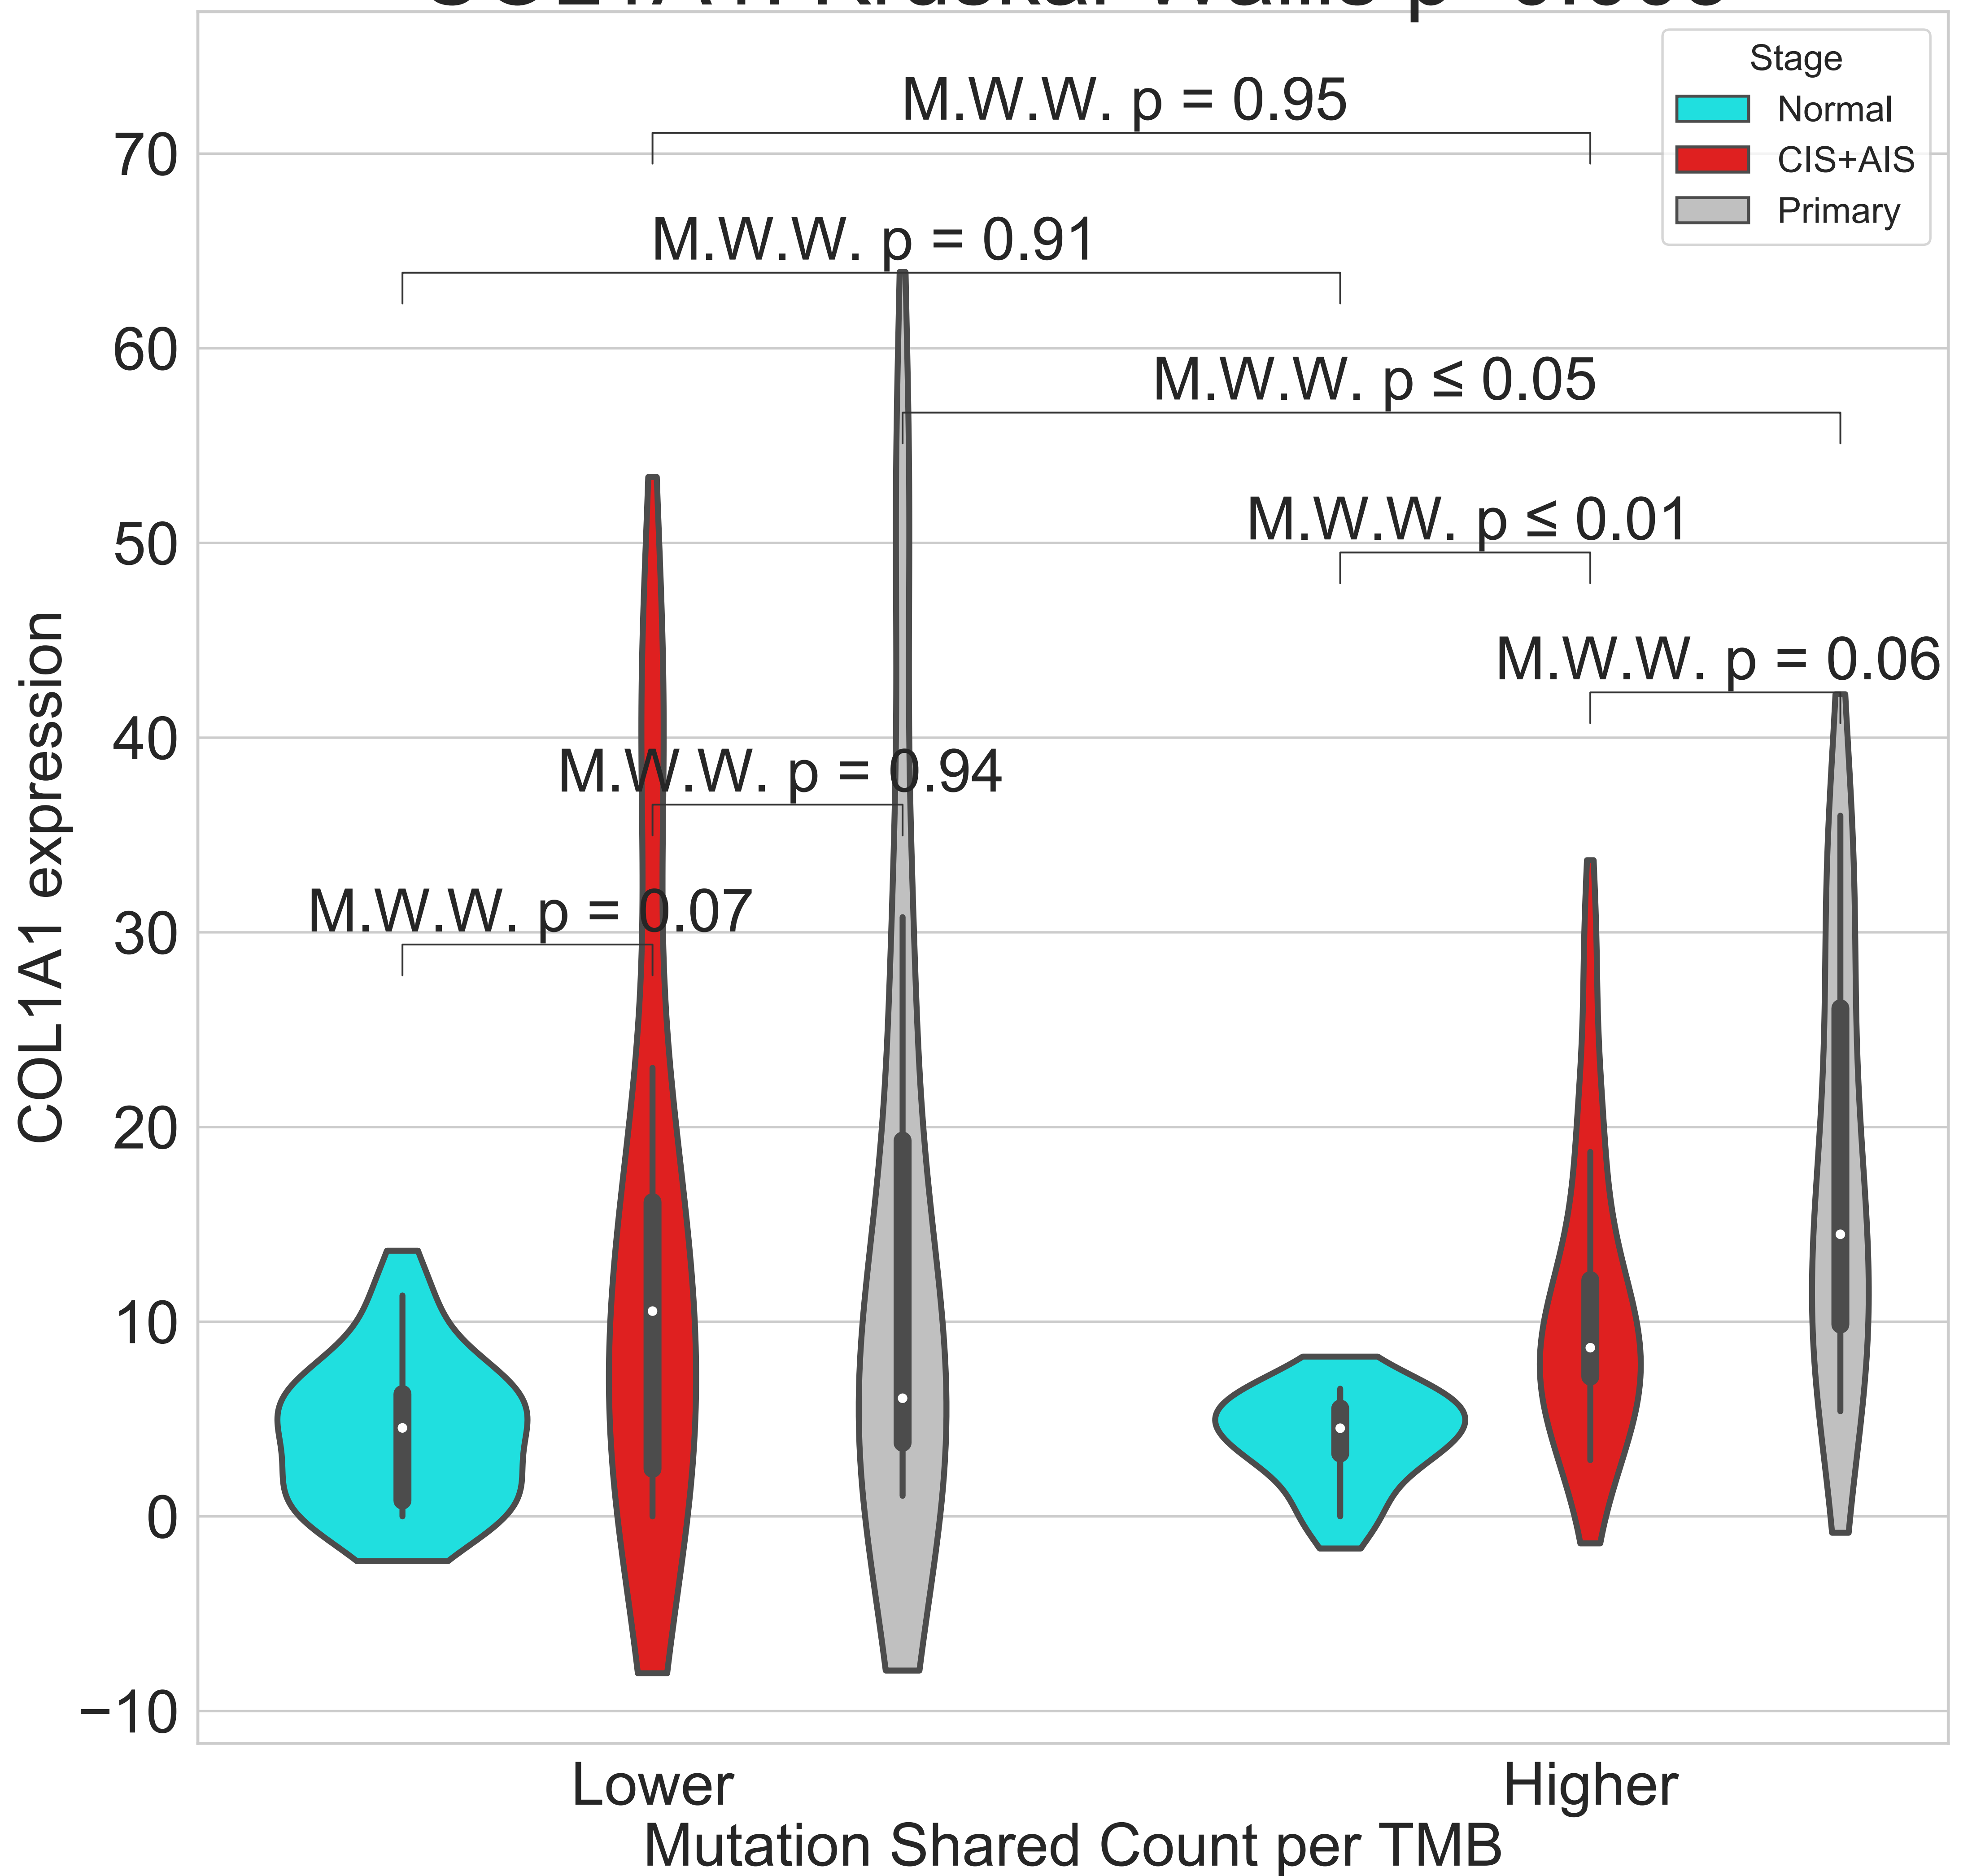 Stage
Normal
CIS+AIS
Primary
M.W.W. p = 0.95
M.W.W. p = 0.91
M.W.W. p ≤ 0.05
M.W.W. p ≤ 0.01
M.W.W. p = 0.06
M.W.W. p = 0.94
M.W.W. p = 0.07
70
60
50
40
30
20
10
0
−10
COL1A1 expression
Lower
Higher
Mutation Shared Count per TMB